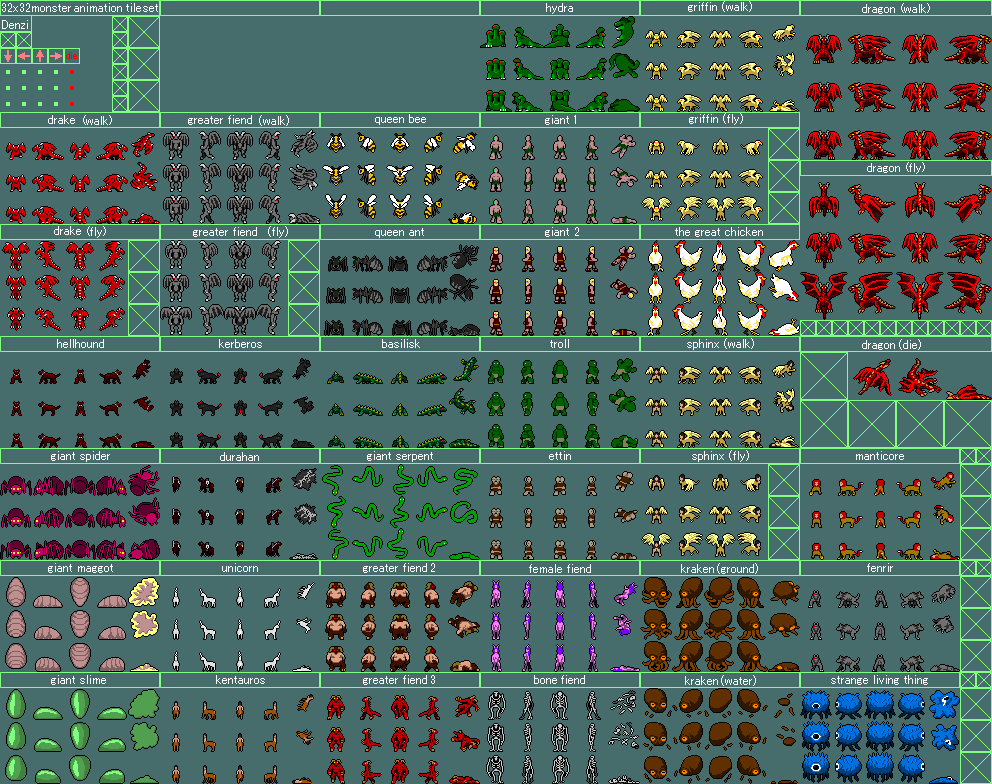 32x32monster animation tileset
hydra
griffin (walk)
dragon (walk)
Denzi
drake (walk)
greater fiend (walk)
queen bee
giant 1
griffin (fly)
dragon (fly)
drake (fly)
greater fiend (fly)
queen ant
giant 2
the great chicken
hellhound
kerberos
basilisk
troll
sphinx (walk)
dragon (die)
giant spider
durahan
giant serpent
ettin
sphinx (fly)
manticore
giant maggot
unicorn
greater fiend 2
female fiend
kraken(ground)
fenrir
giant slime
kentauros
greater fiend 3
bone fiend
kraken(water)
strange living thing